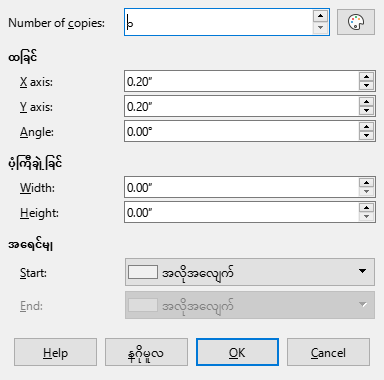 Number of copies: ၁
ထခြင်
X axis: 0.20″
Y axis: 0.20″
Angle: 0.00°
ပံ့ကြီချဲ့ခြင်
Width: 0.00″
Height: 0.00″
အရေင်မျ
Start: အလိုအလျေက်
End: အလိုအလျေက်
Help နဂိုမူလ OK Cancel